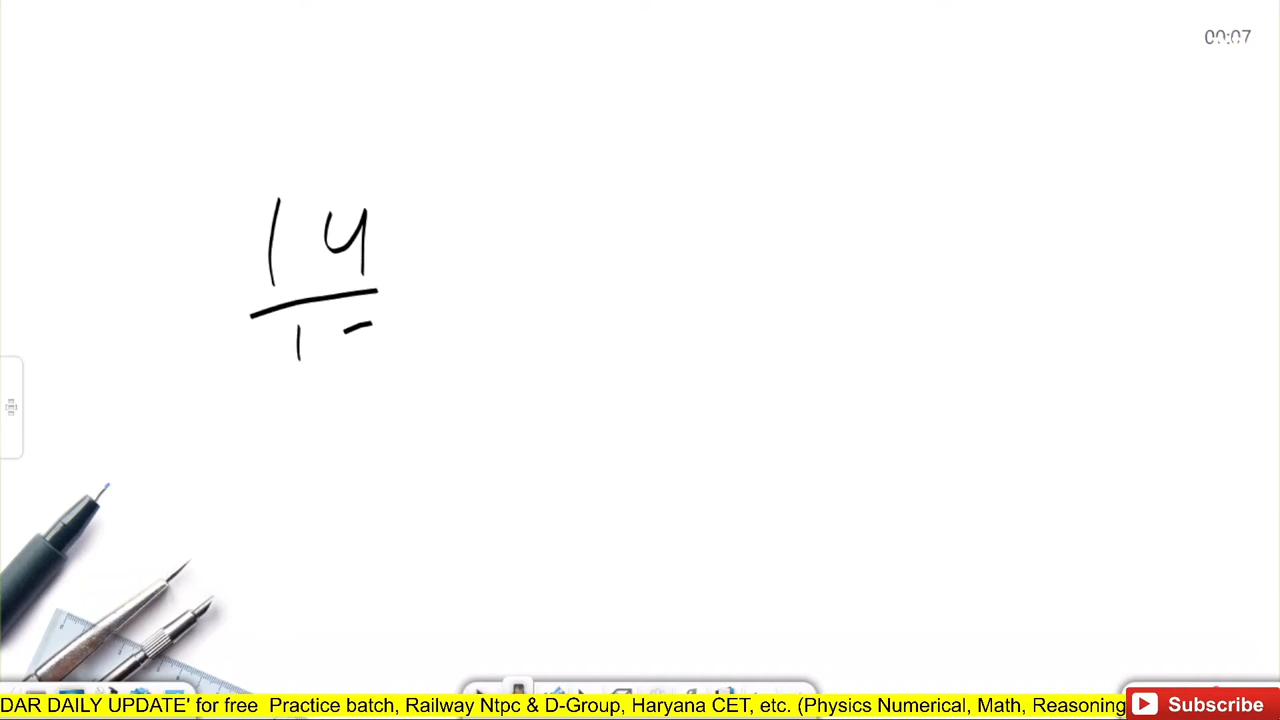 00:07
14
1
DAR DAILY UPDATE' for free Practice batch, Railway Ntpc & D-Group, Haryana CET, etc. (Physics Numerical, Math, Reasoning
Subscribe